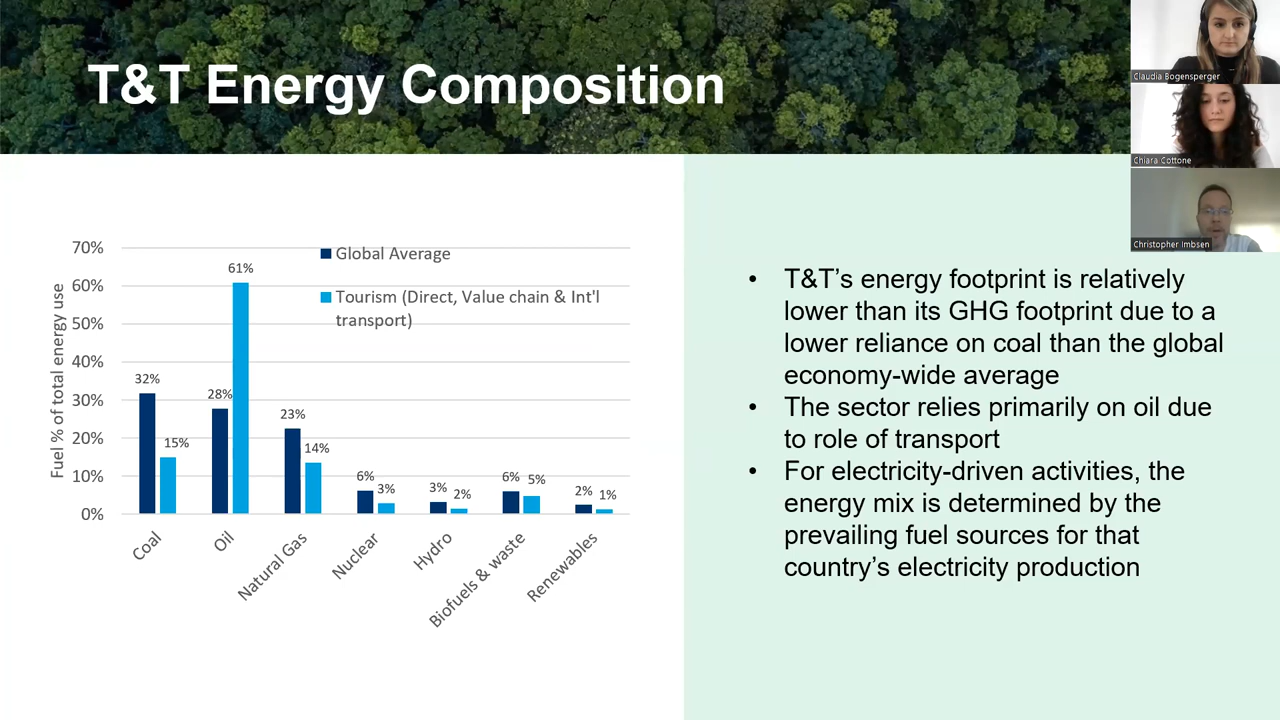 T&T Energy Composition
Claudia Bogensperger
Chiara Cottone
Christopher Imbsen
70%
60%
50%
40%
30%
20%
10%
0%
Fuel % of total energy use
Global Average
Tourism (Direct, Value chain & Int'l
transport)
32%
15%
28%
61%
23%
14%
6%
3%
3%
2%
6%
5%
2%
1%
Coal
Oil
Natural Gas
Nuclear
Hydro
Biofuels & waste
Renewables
• T&T’s energy footprint is relatively
lower than its GHG footprint due to a
lower reliance on coal than the global
economy-wide average
• The sector relies primarily on oil due
to role of transport
• For electricity-driven activities, the
energy mix is determined by the
prevailing fuel sources for that
country’s electricity production